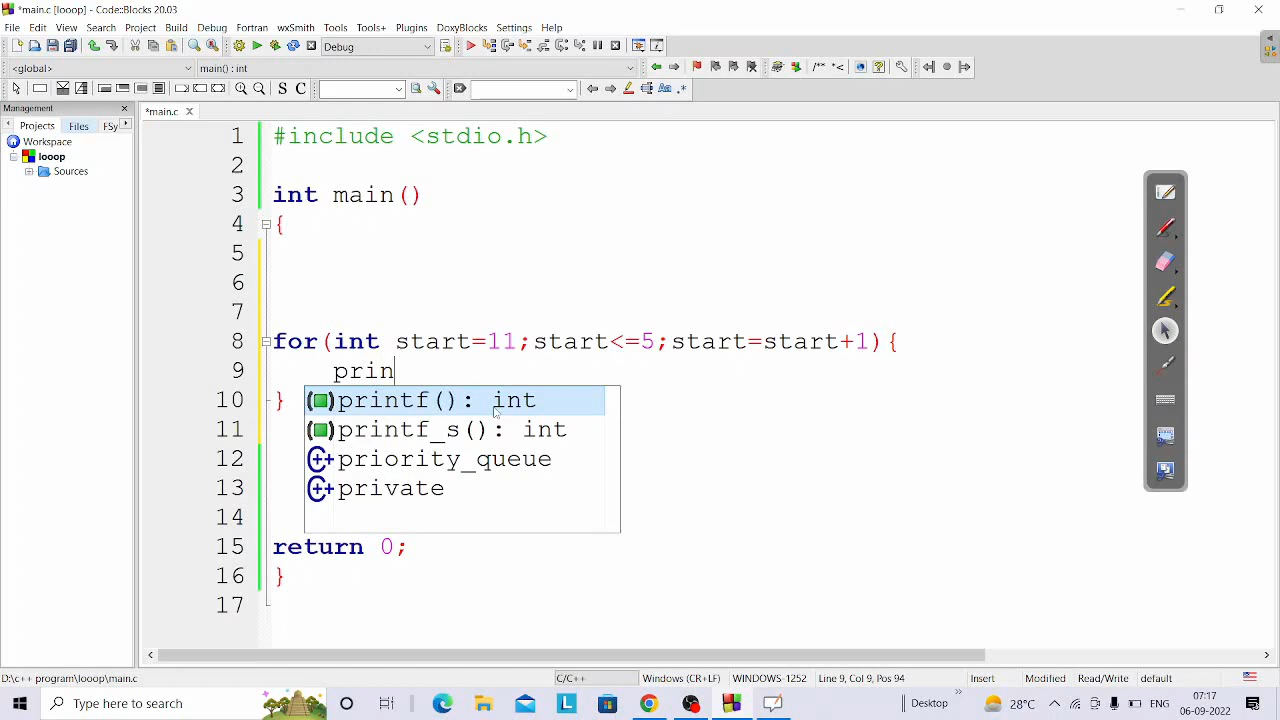 *main.c [looop] - Code::Blocks 20.03
File Edit View Search Project Build Debug Fortran wxSmith Tools Tools+ Plugins DoxyBlocks Settings Help
Debug
<global>
main() : int
/** *<
S C
Aa .*
Management
Projects Files FSy
Workspace
looop
Sources
*main.c
1 #include <stdio.h>
2
3 int main()
4 {
5
6
7
8 for(int start=11;start<=5;start=start+1){
9 prin
10 }
printf(): int
11
printf_s(): int
12
priority_queue
13
private
14
15 return 0;
16 }
17
D:\c++ program\looop\main.c C/C++ Windows (CR+LF) WINDOWS-1252 Line 9, Col 9, Pos 94 Insert Modified Read/Write default
Type here to search
Desktop
28°C
ENG
07:17
06-09-2022